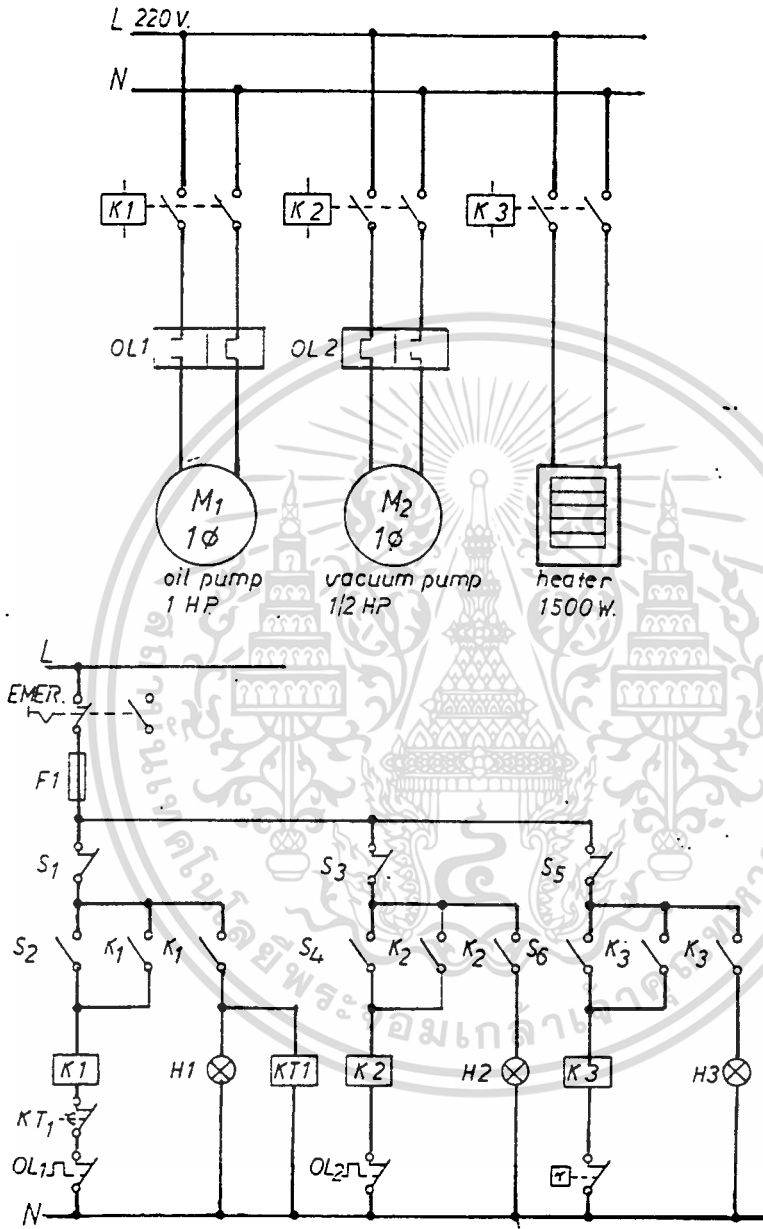 L 220V.
N
K1 K2 K3
OL1 OL2
M1 M2
1Ø 1Ø
oil pump vacuum pump heater
1 HP 1/2 HP 1500 W.
L
EMER.
F1
S1 S3 S5
S2 K1 K1 S4 K2 K2 S6 K3 K3
K1 H1 KT1 K2 H2 K3 H3
KT1
OL1 OL2
N